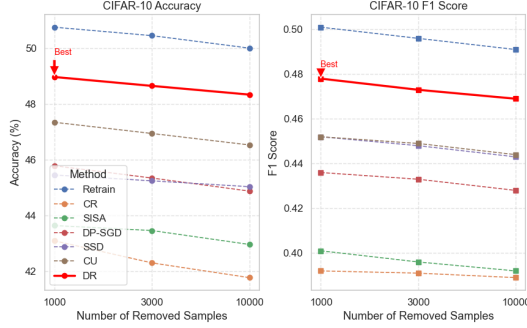 CIFAR-10 Accuracy
Accuracy (%)
50
48
46
44
42
Best
Method
Retrain
CR
SISA
DP-SGD
SSD
CU
DR
1000
3000
10000
Number of Removed Samples
CIFAR-10 F1 Score
F1 Score
0.50
0.48
0.46
0.44
0.42
0.40
Best
1000
3000
10000
Number of Removed Samples